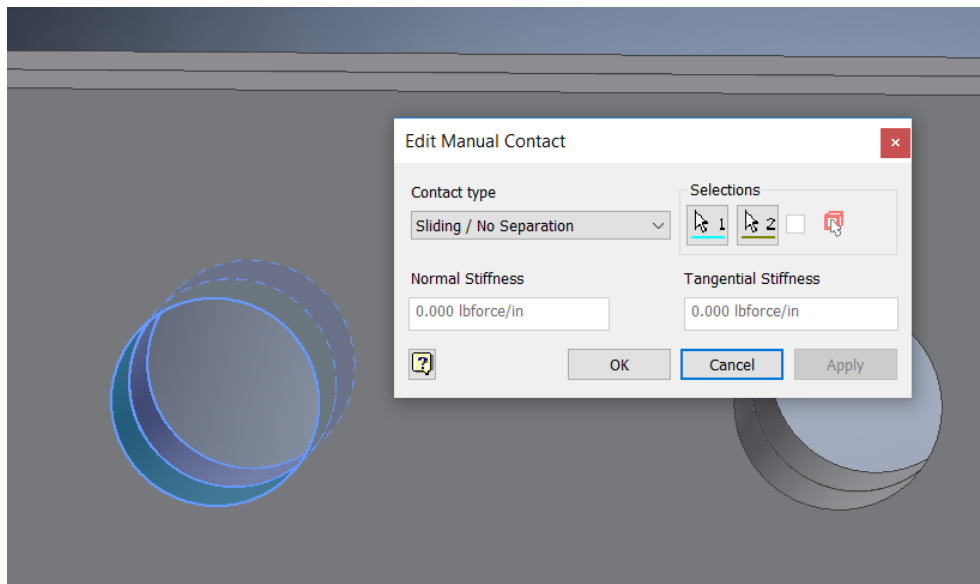 Edit Manual Contact
Contact type
Sliding / No Separation
Selections
1
2
Normal Stiffness
0.000 lbforce/in
Tangential Stiffness
0.000 lbforce/in
?
OK
Cancel
Apply